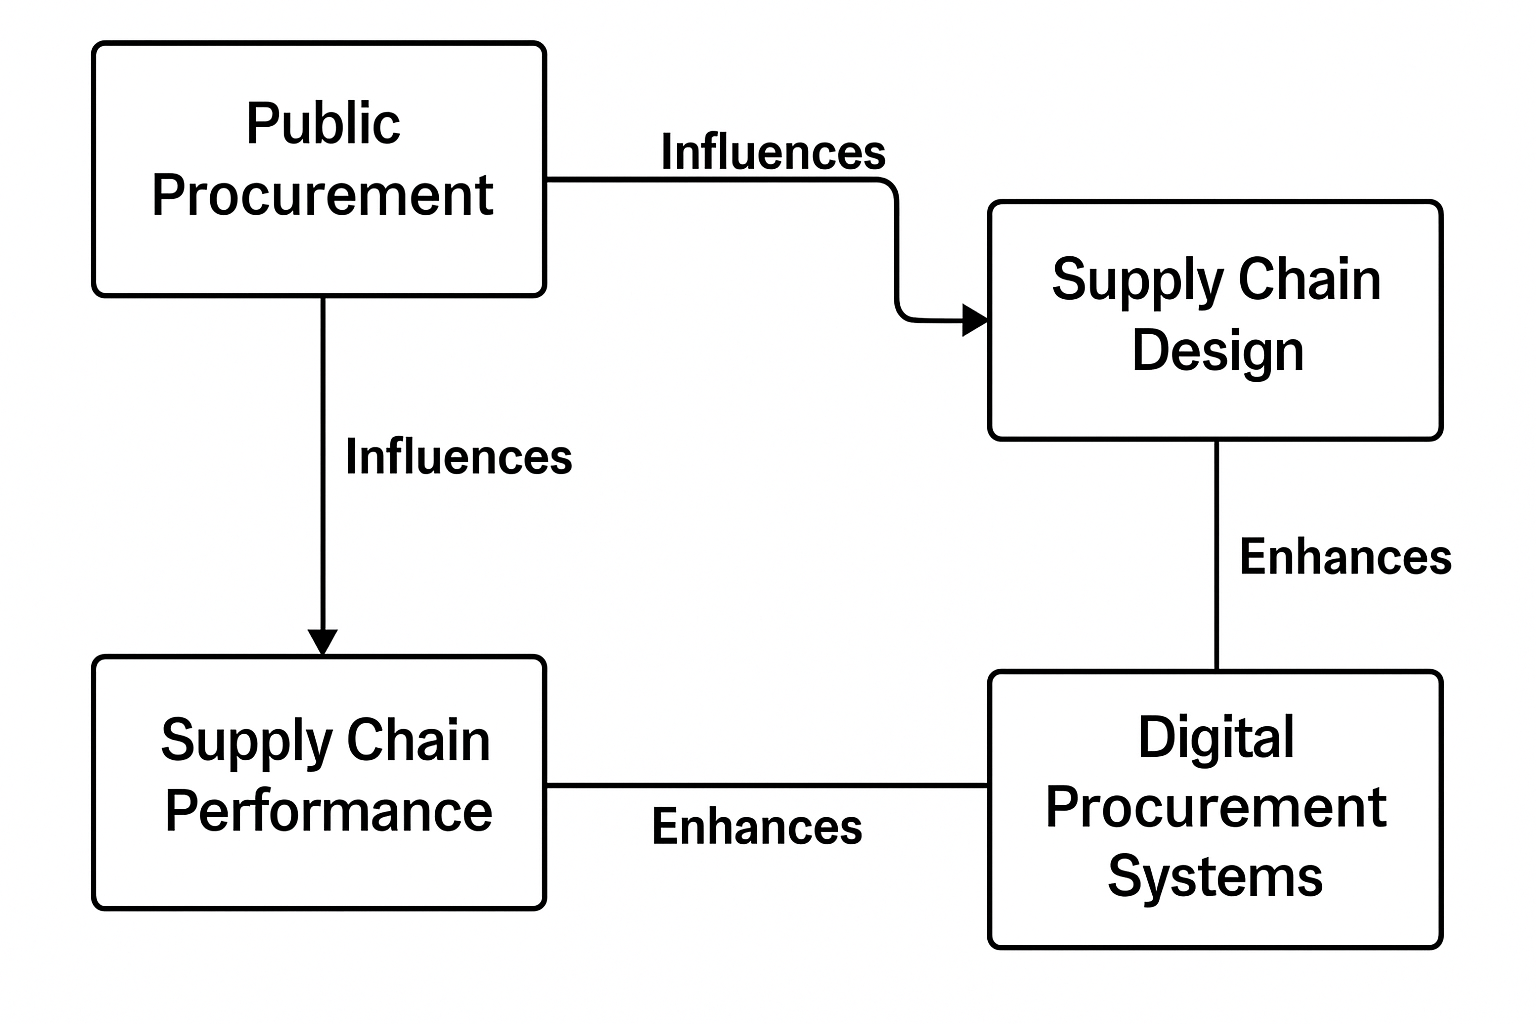 Public
Procurement
Influences
Supply Chain
Design
Influences
Enhances
Supply Chain
Performance
Enhances
Digital
Procurement
Systems